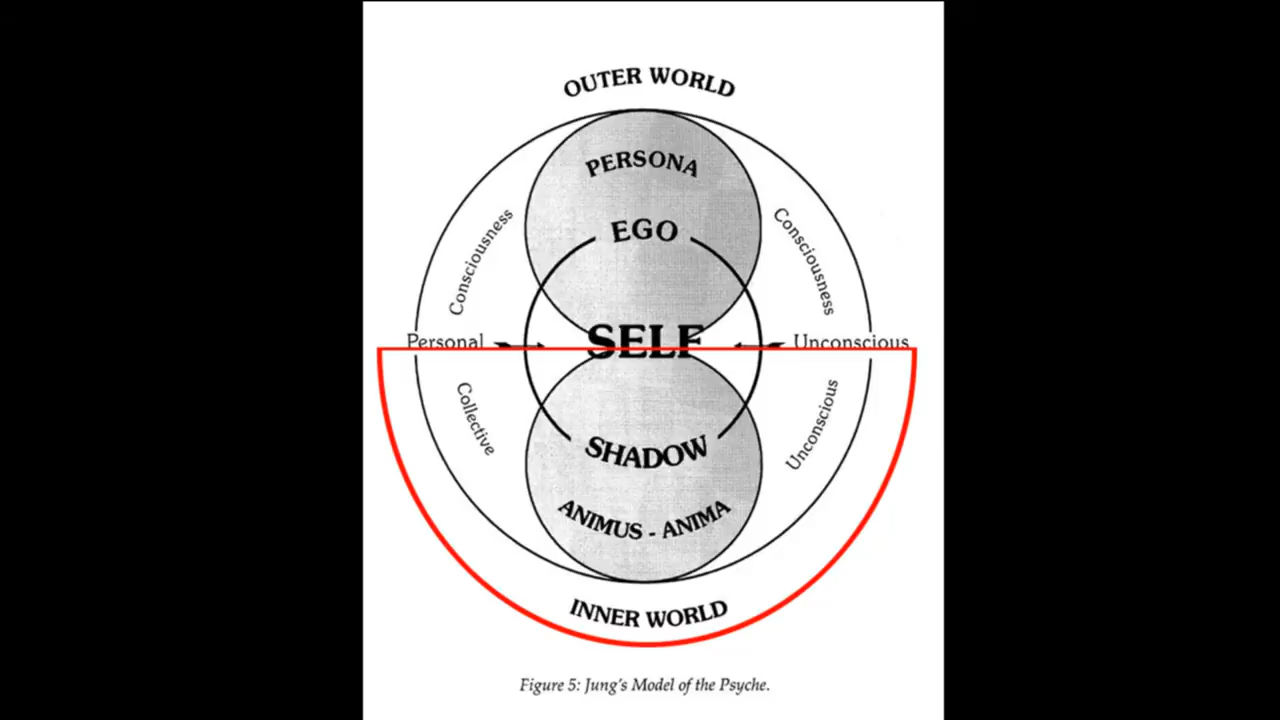 OUTER WORLD
PERSONA
EGO
Consciousness
Consciousness
SELF
Personal
Unconscious
Collective
Unconscious
SHADOW
ANIMUS - ANIMA
INNER WORLD
Figure 5: Jung's Model of the Psyche.